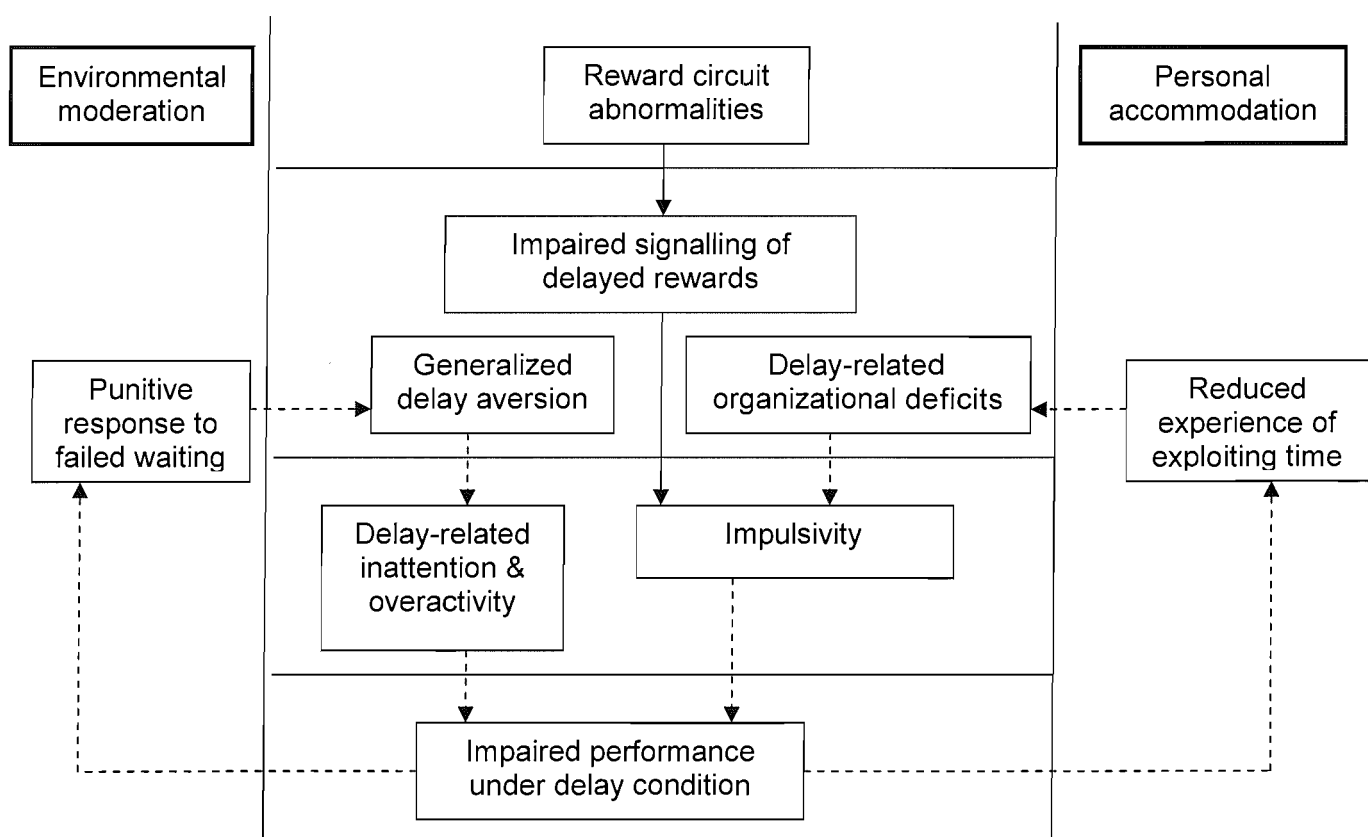 Environmental
moderation
Reward circuit
abnormalities
Personal
accommodation
Impaired signalling of
delayed rewards
Punitive
response to
failed waiting
Generalized
delay aversion
Delay-related
organizational deficits
Reduced
experience of
exploiting time
Delay-related
inattention &
overactivity
Impulsivity
Impaired performance
under delay condition